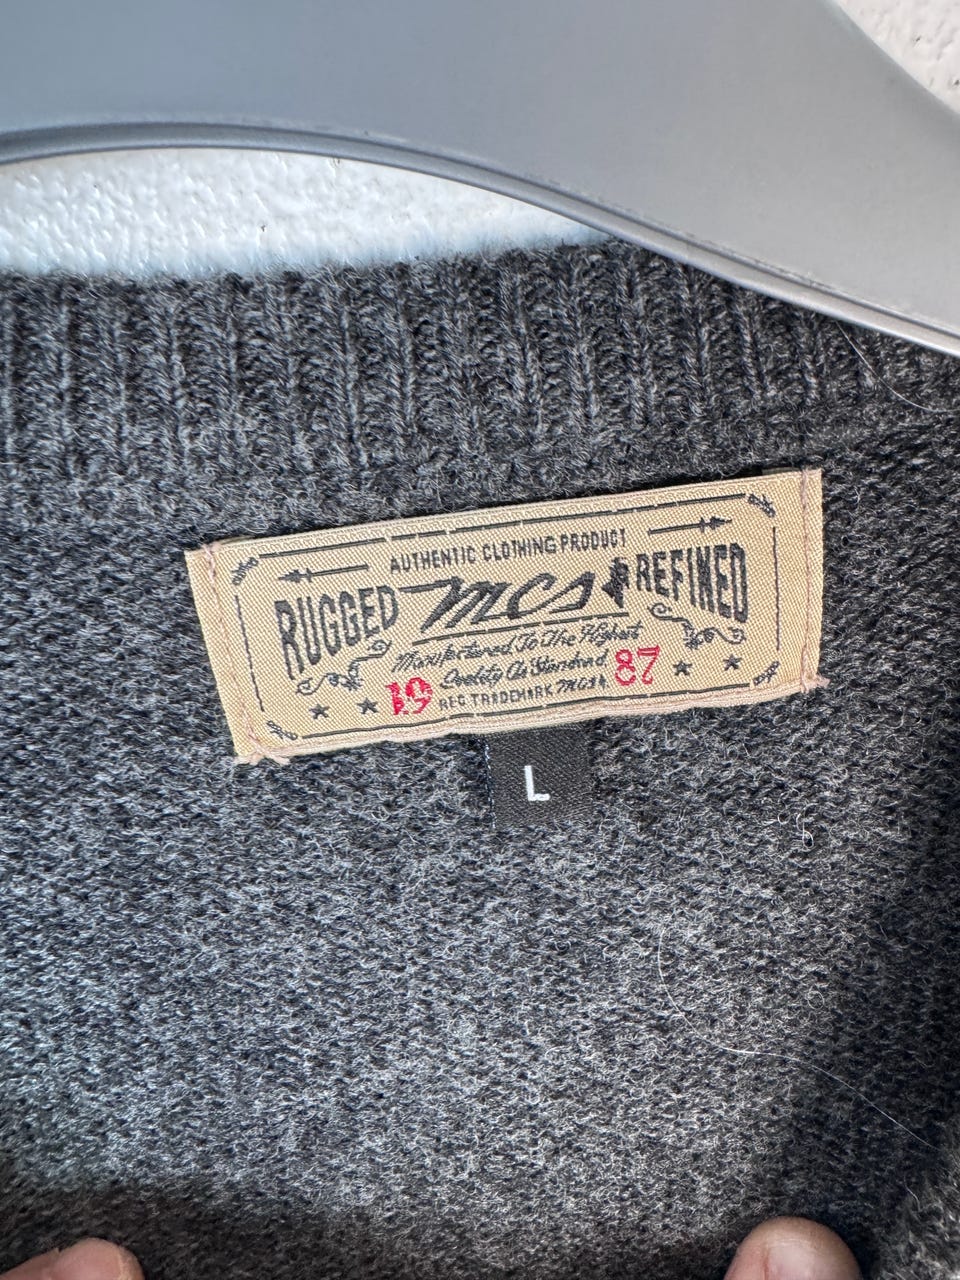 AUTHENTIC CLOTHING PRODUCT
RUGGED mcs REFINED
Manufactured To The Highest
Quality As Standard
19 REG TRADEMARK MCS 87
L